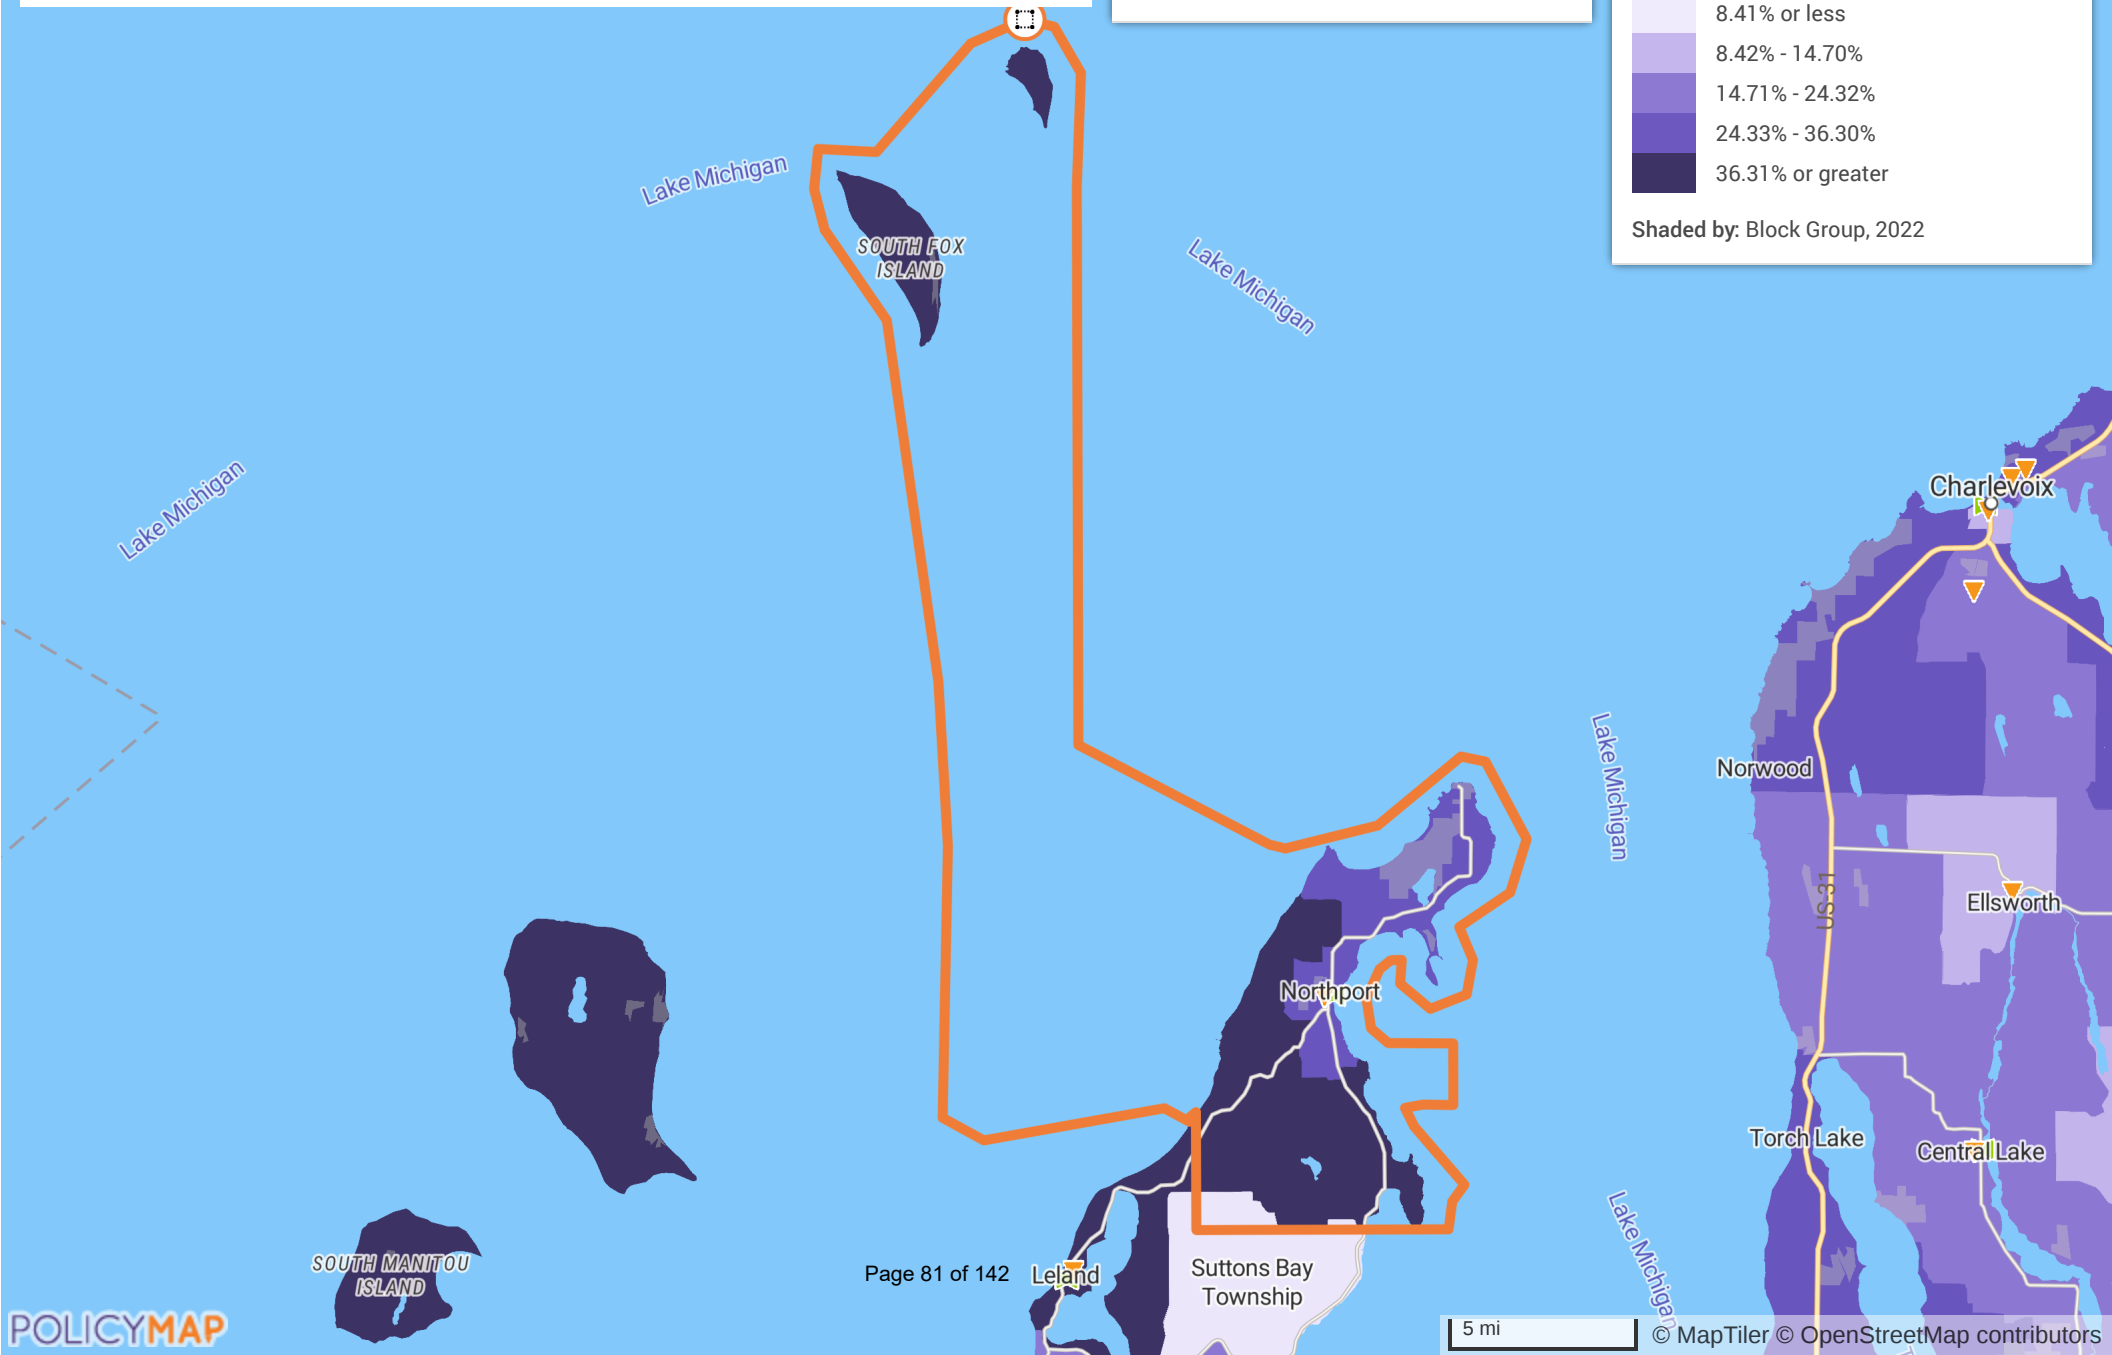 8.41% or less
8.42% - 14.70%
14.71% - 24.32%
24.33% - 36.30%
36.31% or greater
Shaded by: Block Group, 2022
Lake Michigan
SOUTH FOX
ISLAND
Lake Michigan
Lake Michigan
Charlevoix
Lake Michigan
Norwood
US-31
Ellsworth
Northport
Torch Lake
Central Lake
Lake Michigan
SOUTH MANITOU
ISLAND
Page 81 of 142
Leland
Suttons Bay
Township
POLICYMAP
5 mi
© MapTiler © OpenStreetMap contributors